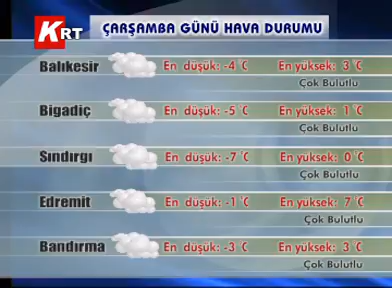 KRT
ÇARŞAMBA GÜNÜ HAVA DURUMU
Balıkesir En düşük: -4 °C En yüksek: 3 °C
Çok Bulutlu
Bigadiç En düşük: -5 °C En yüksek: 1 °C
Çok Bulutlu
Sındırgı En düşük: -7 °C En yüksek: 0 °C
Çok Bulutlu
Edremit En düşük: -1 °C En yüksek: 7 °C
Çok Bulutlu
Bandırma En düşük: -3 °C En yüksek: 3 °C
Çok Bulutlu